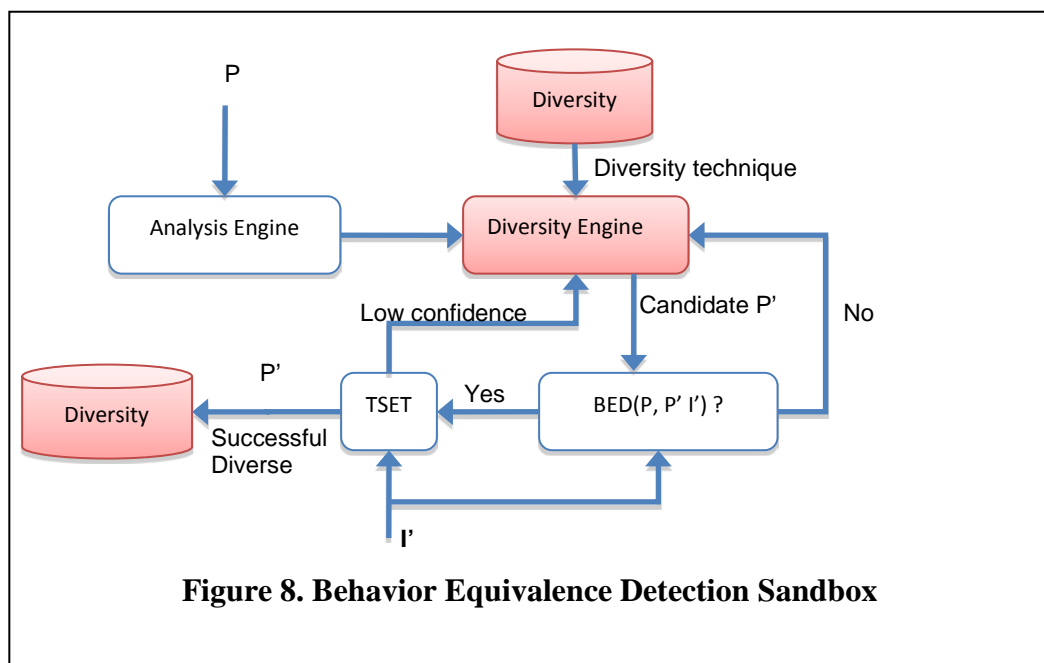 P
Diversity
Diversity technique
Analysis Engine
Diversity Engine
Low confidence
Candidate P’
No
P’
Diversity
TSET
Yes
BED(P, P’ I’) ?
Successful
Diverse
I’
Figure 8. Behavior Equivalence Detection Sandbox